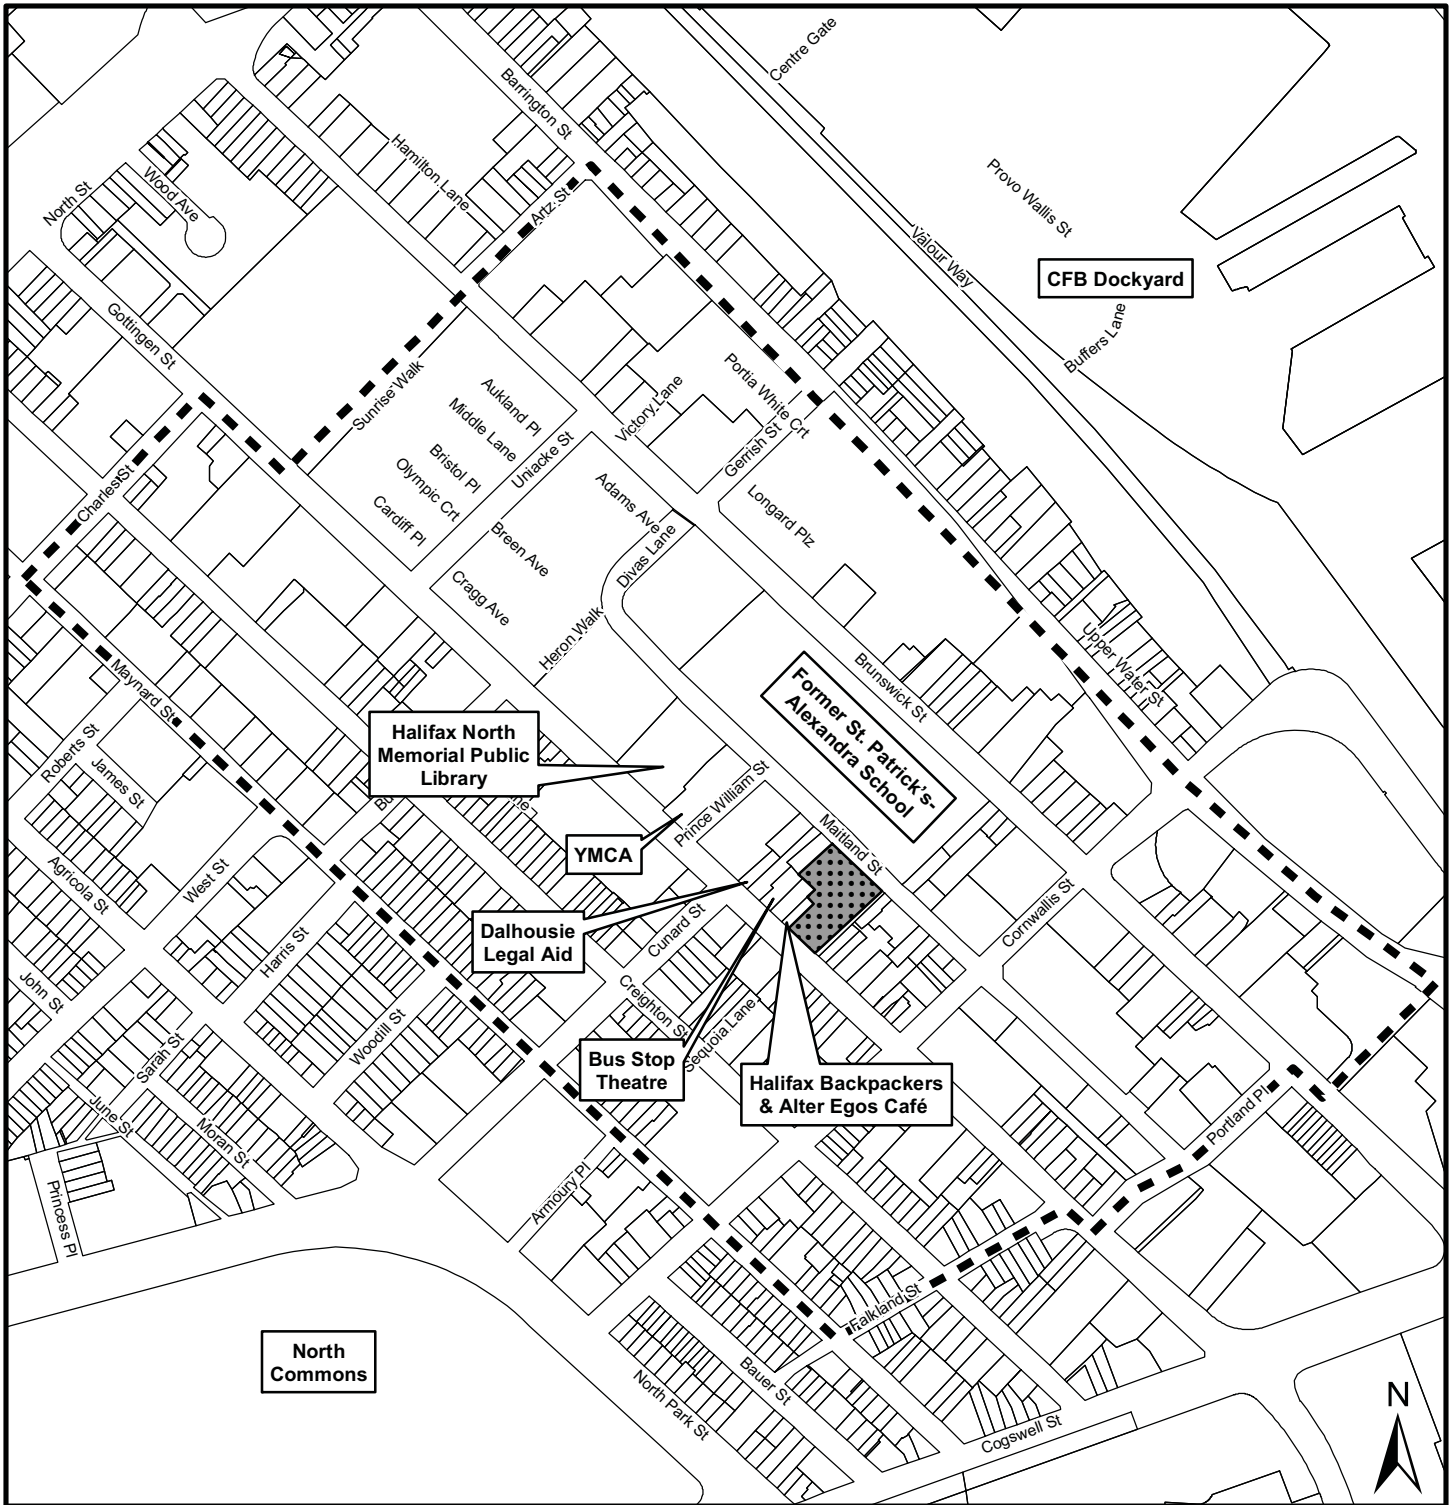 Centre Gate
Barrington St
Hamilton Lane
Wood Ave
North St
Artz St
Provo Wallis St
Valour Way
CFB Dockyard
Buffers Lane
Gottingen St
Sunrise Walk
Aukland Pl
Middle Lane
Bristol Pl
Olympic Crt
Cardiff Pl
Uniacke St
Victory Lane
Portia White Crt
Gerrish St
Longard Plz
Charles St
Adams Ave
Divas Lane
Breen Ave
Cragg Ave
Heron Walk
Maynard St
Upper Water St
Brunswick St
Former St. Patrick's-
Alexandra School
Halifax North
Memorial Public
Library
Roberts St
James St
Prince William St
YMCA
Maitland St
Agricola St
West St
Dalhousie
Legal Aid
Cunard St
Cornwallis St
Harris St
John St
Creighton St
Sequoia Lane
Woodill St
Sarah St
Bus Stop
Theatre
Halifax Backpackers
& Alter Egos Café
June St
Moran St
Portland Pl
Princess Pl
Armoury Pl
Falkland St
North
Commons
Bauer St
North Park St
Cogswell St
N